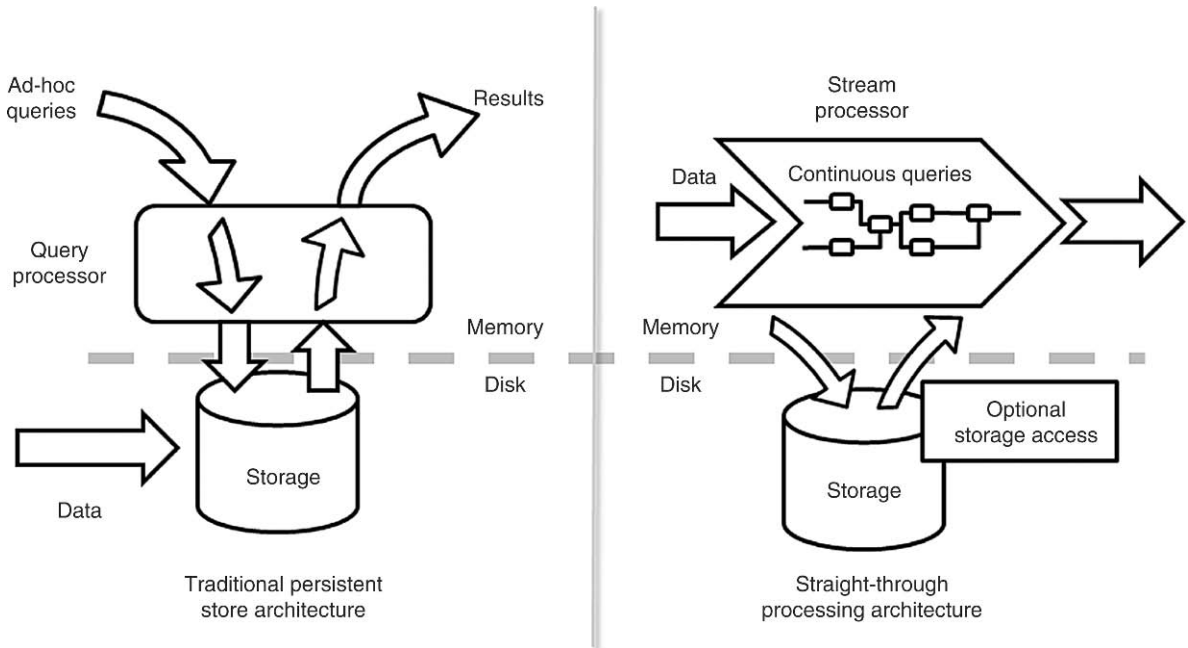 Ad-hoc
queries
Results
Query
processor
Memory
Disk
Storage
Data
Traditional persistent
store architecture
Stream
processor
Data
Continuous queries
Memory
Disk
Optional
storage access
Storage
Straight-through
processing architecture